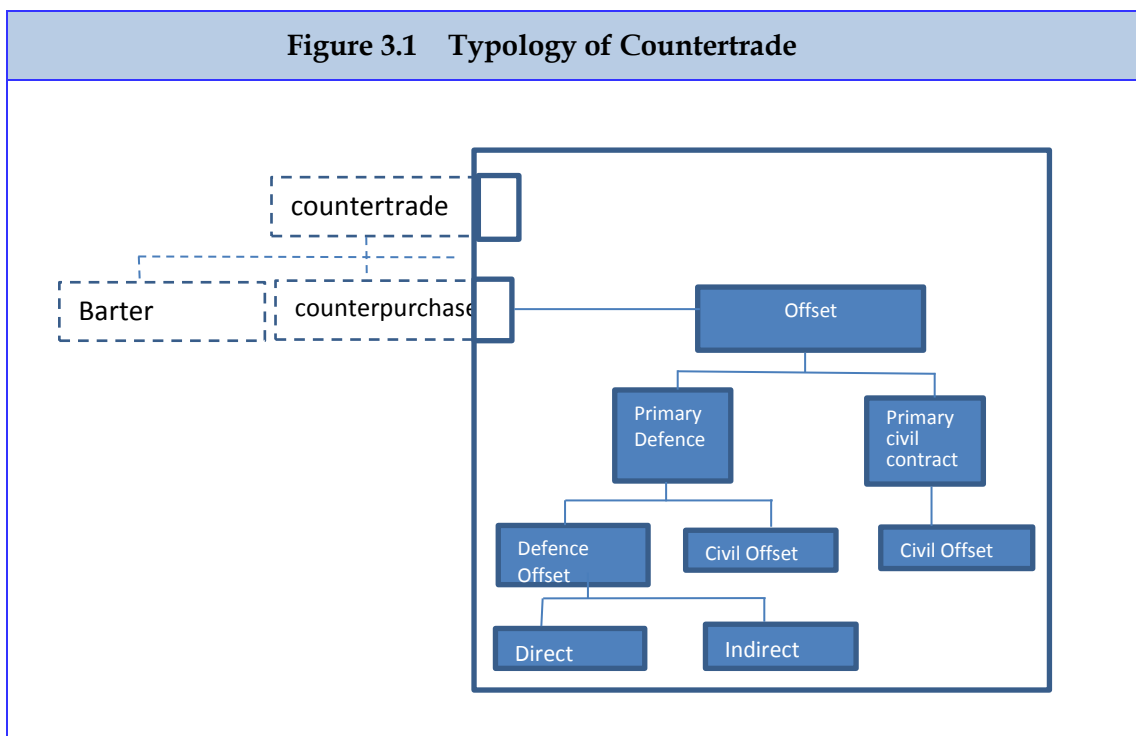 Figure 3.1 Typology of Countertrade
countertrade
Barter
counterpurchase
Offset
Primary
Defence
Primary
civil
contract
Defence
Offset
Civil Offset
Civil Offset
Direct
Indirect